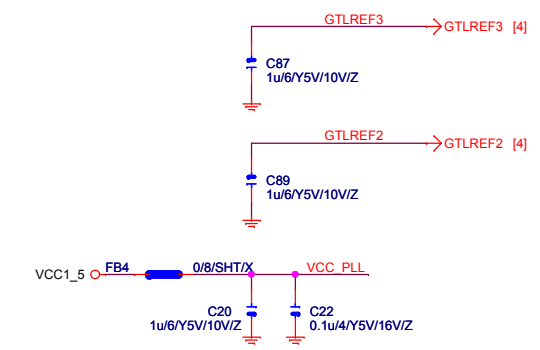 GTLREF3
GTLREF3 [4]
C87
1u/6/Y5V/10V/Z
GTLREF2
GTLREF2 [4]
C89
1u/6/Y5V/10V/Z
VCC1_5 FB4 0/8/SHT/X VCC_PLL
C20
1u/6/Y5V/10V/Z
C22
0.1u/4/Y5V/16V/Z